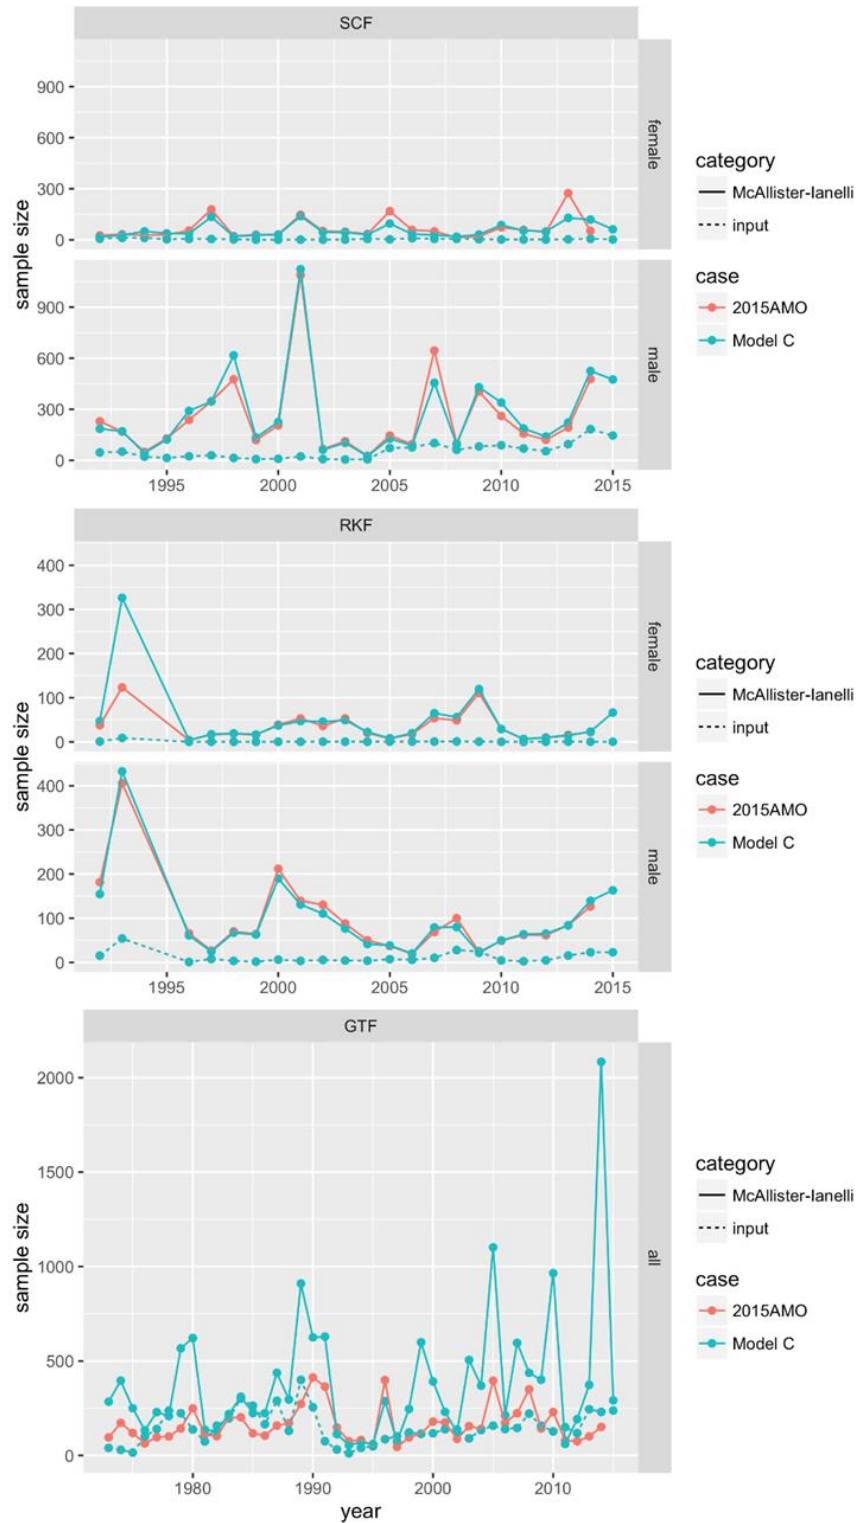 SCF
900
600
300
0
female
sample size
900
600
300
0
male
1995
2000
2005
2010
2015
category
McAllister-Ianelli
input
case
2015AMO
Model C
RKF
400
300
200
100
0
female
sample size
400
300
200
100
0
male
1995
2000
2005
2010
2015
category
McAllister-Ianelli
input
case
2015AMO
Model C
GTF
2000
1500
1000
500
0
all
sample size
1980
1990
2000
2010
year
category
McAllister-Ianelli
input
case
2015AMO
Model C